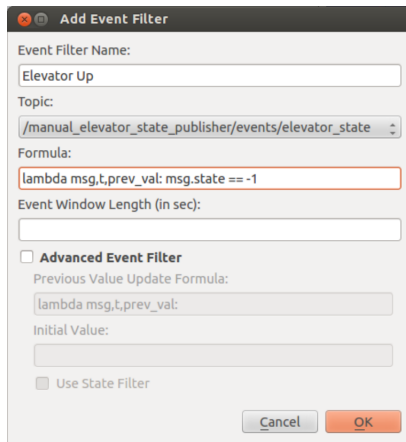 Add Event Filter
Event Filter Name:
Elevator Up
Topic:
/manual_elevator_state_publisher/events/elevator_state
Formula:
lambda msg,t,prev_val: msg.state == -1
Event Window Length (in sec):
Advanced Event Filter
Previous Value Update Formula:
lambda msg,t,prev_val:
Initial Value:
Use State Filter
Cancel OK